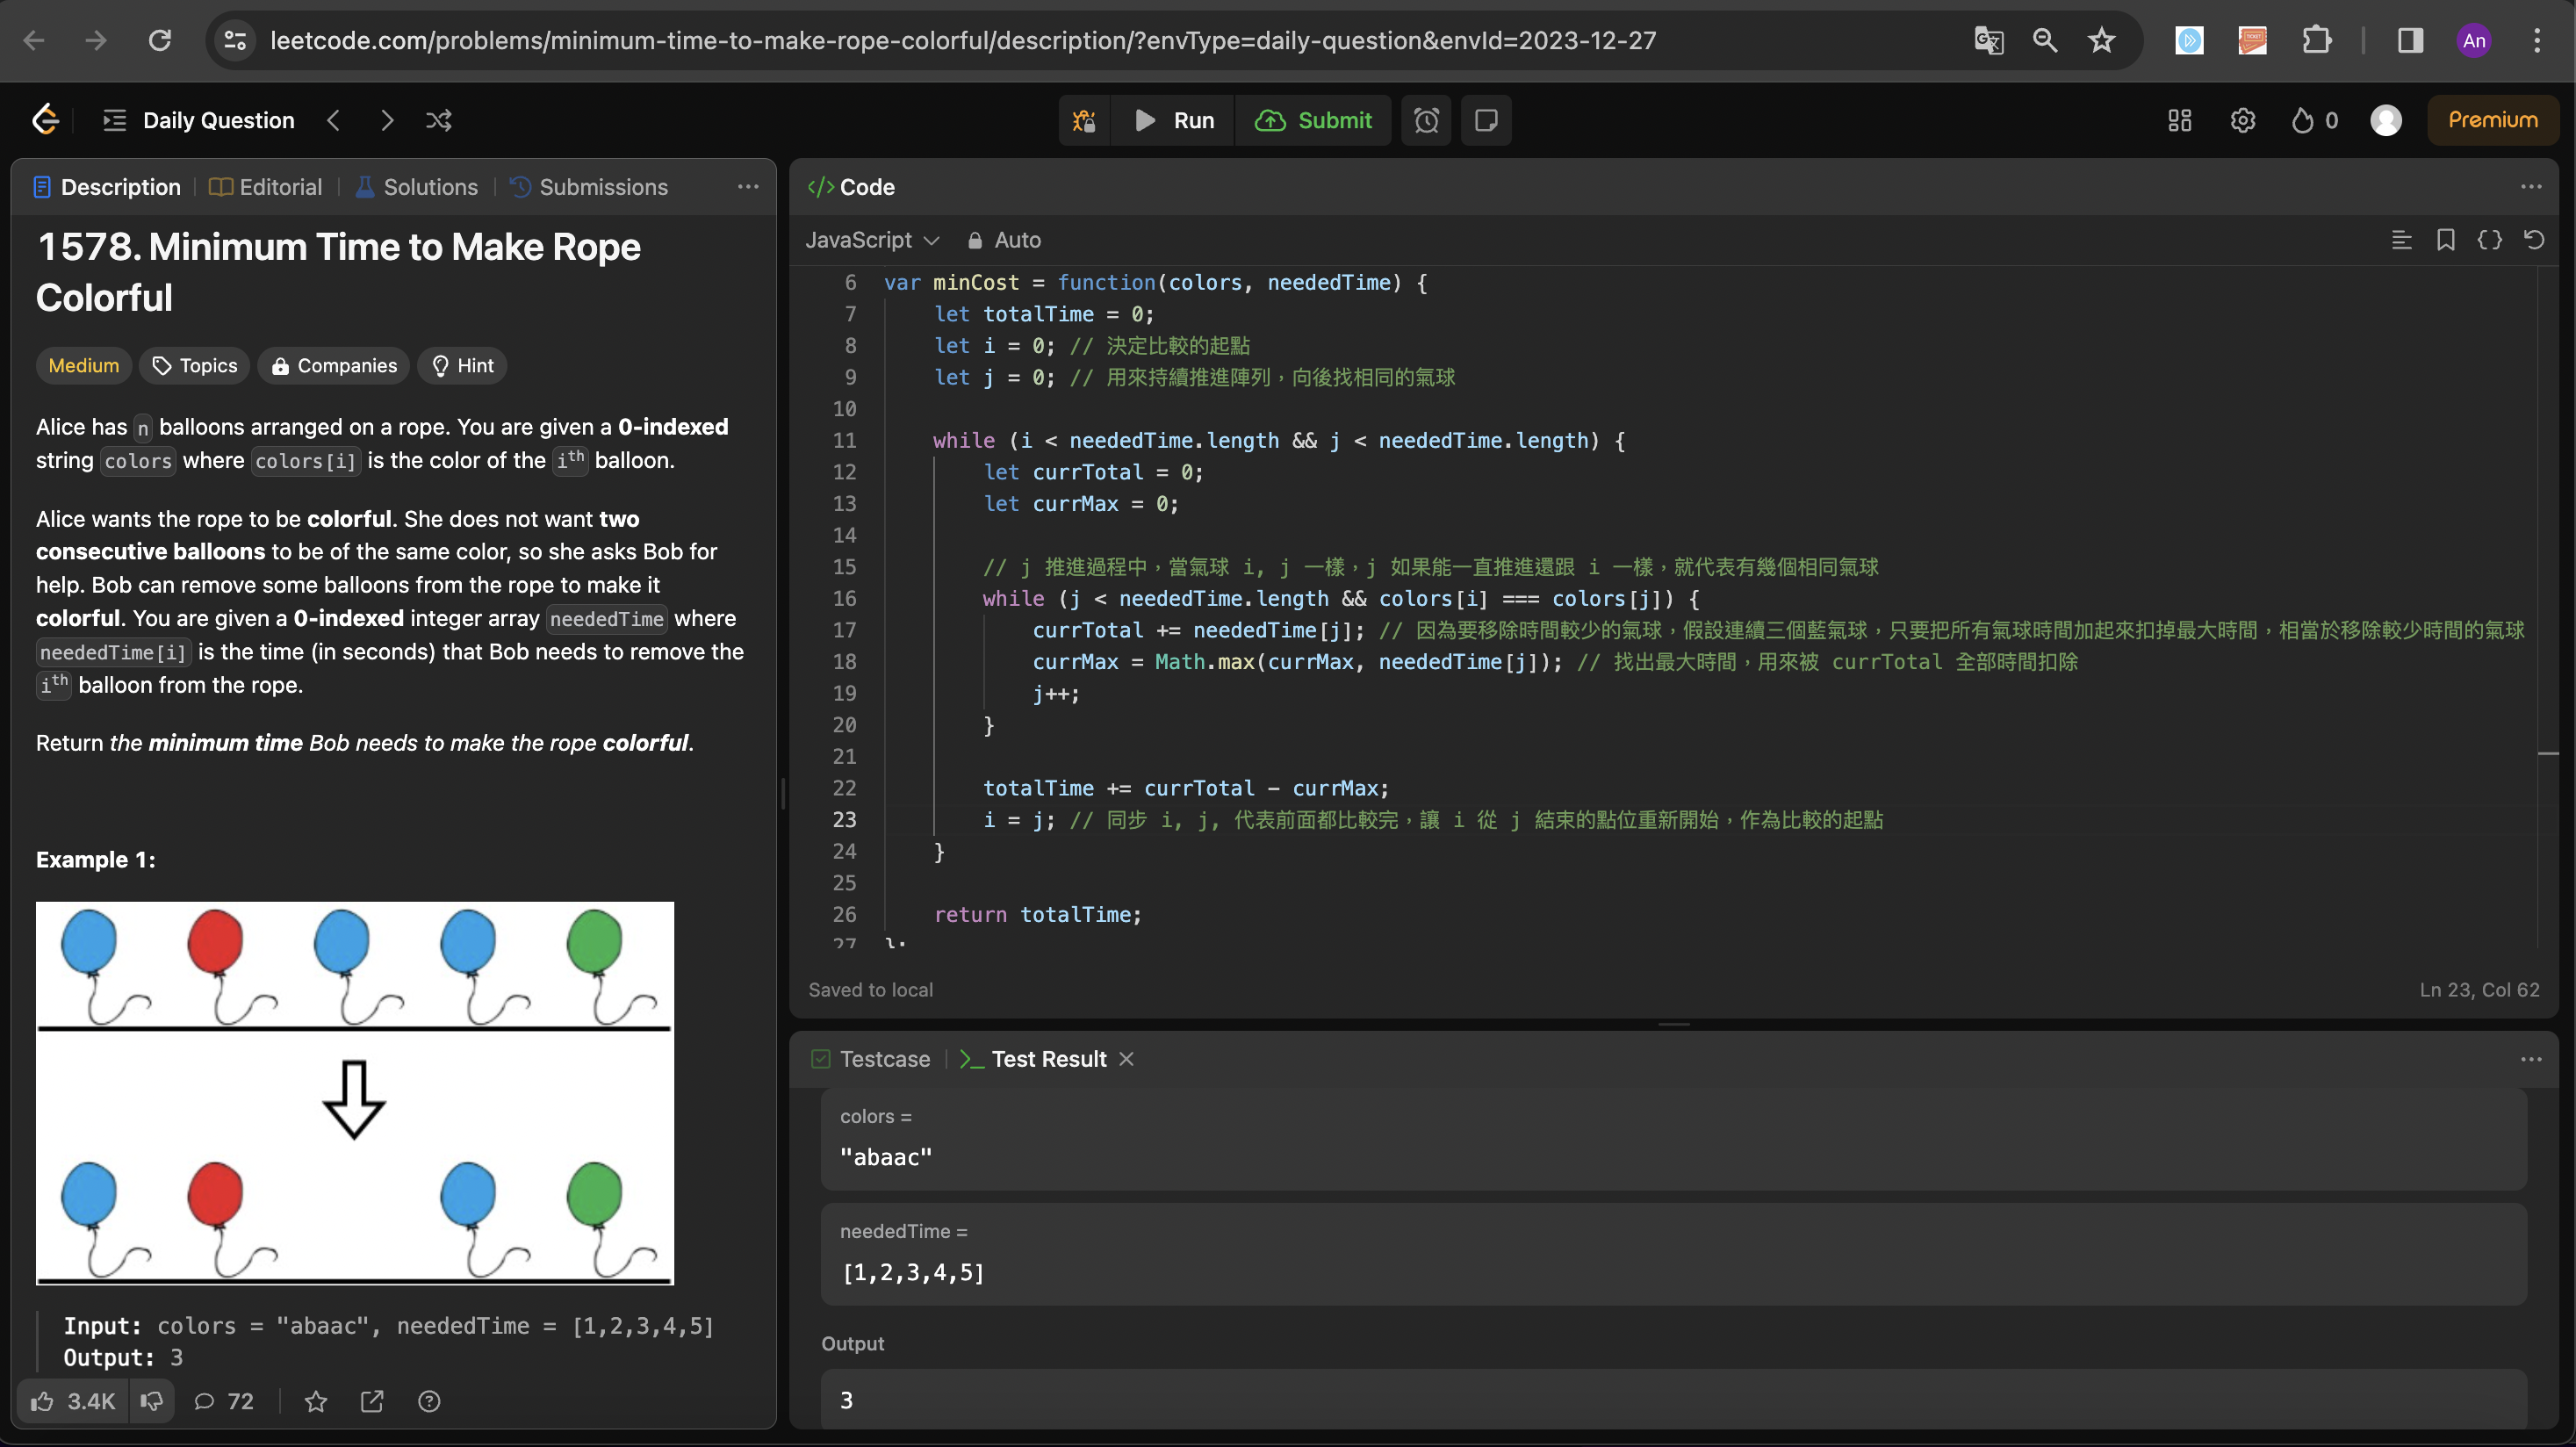 leetcode.com/problems/minimum-time-to-make-rope-colorful/description/?envType=daily-question&envId=2023-12-27
An
Daily Question
Run
Submit
0
Premium
Description
Editorial
Solutions
Submissions
1578. Minimum Time to Make Rope
Colorful
Medium
Topics
Companies
Hint
Alice has n balloons arranged on a rope. You are given a 0-indexed
string colors where colors[i] is the color of the ith balloon.
Alice wants the rope to be colorful. She does not want two
consecutive balloons to be of the same color, so she asks Bob for
help. Bob can remove some balloons from the rope to make it
colorful. You are given a 0-indexed integer array neededTime where
neededTime[i] is the time (in seconds) that Bob needs to remove the
ith balloon from the rope.
Return the minimum time Bob needs to make the rope colorful.
Example 1:
Input: colors = "abaac", neededTime = [1,2,3,4,5]
Output: 3
3.4K
72
</> Code
JavaScript
Auto
6 var minCost = function(colors, neededTime) {
7 let totalTime = 0;
8 let i = 0; // 決定比較的起點
9 let j = 0; // 用來持續推進陣列，向後找相同的氣球
10
11 while (i < neededTime.length && j < neededTime.length) {
12 let currTotal = 0;
13 let currMax = 0;
14
15 // j 推進過程中，當氣球 i, j 一樣，j 如果能一直推進還跟 i 一樣，就代表有幾個相同氣球
16 while (j < neededTime.length && colors[i] === colors[j]) {
17 currTotal += neededTime[j]; // 因為要移除時間較少的氣球，假設連續三個藍氣球，只要把所有氣球時間加起來扣掉最大時間，相當於移除較少時間的氣球
18 currMax = Math.max(currMax, neededTime[j]); // 找出最大時間，用來被 currTotal 全部時間扣除
19 j++;
20 }
21
22 totalTime += currTotal - currMax;
23 i = j; // 同步 i, j, 代表前面都比較完，讓 i 從 j 結束的點位重新開始，作為比較的起點
24 }
25
26 return totalTime;
27 };
Saved to local
Ln 23, Col 62
Testcase
Test Result
colors =
"abaac"
neededTime =
[1,2,3,4,5]
Output
3